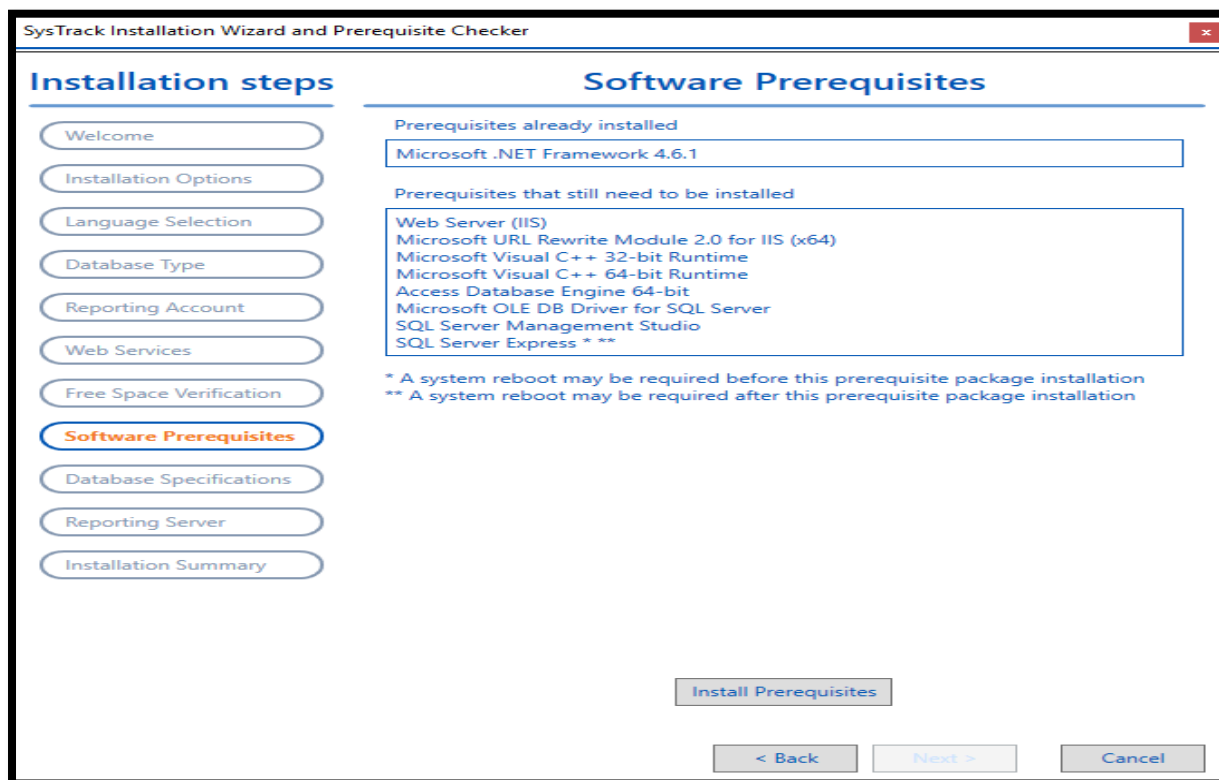 SysTrack Installation Wizard and Prerequisite Checker
Installation steps
Welcome
Installation Options
Language Selection
Database Type
Reporting Account
Web Services
Free Space Verification
Software Prerequisites
Database Specifications
Reporting Server
Installation Summary
Software Prerequisites
Prerequisites already installed
Microsoft .NET Framework 4.6.1
Prerequisites that still need to be installed
Web Server (IIS)
Microsoft URL Rewrite Module 2.0 for IIS (x64)
Microsoft Visual C++ 32-bit Runtime
Microsoft Visual C++ 64-bit Runtime
Access Database Engine 64-bit
Microsoft OLE DB Driver for SQL Server
SQL Server Management Studio
SQL Server Express * **
* A system reboot may be required before this prerequisite package installation
** A system reboot may be required after this prerequisite package installation
Install Prerequisites
< Back
Next >
Cancel